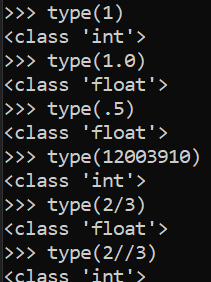 >>> type(1)
<class 'int'>
>>> type(1.0)
<class 'float'>
>>> type(.5)
<class 'float'>
>>> type(12003910)
<class 'int'>
>>> type(2/3)
<class 'float'>
>>> type(2//3)
<class 'int'>